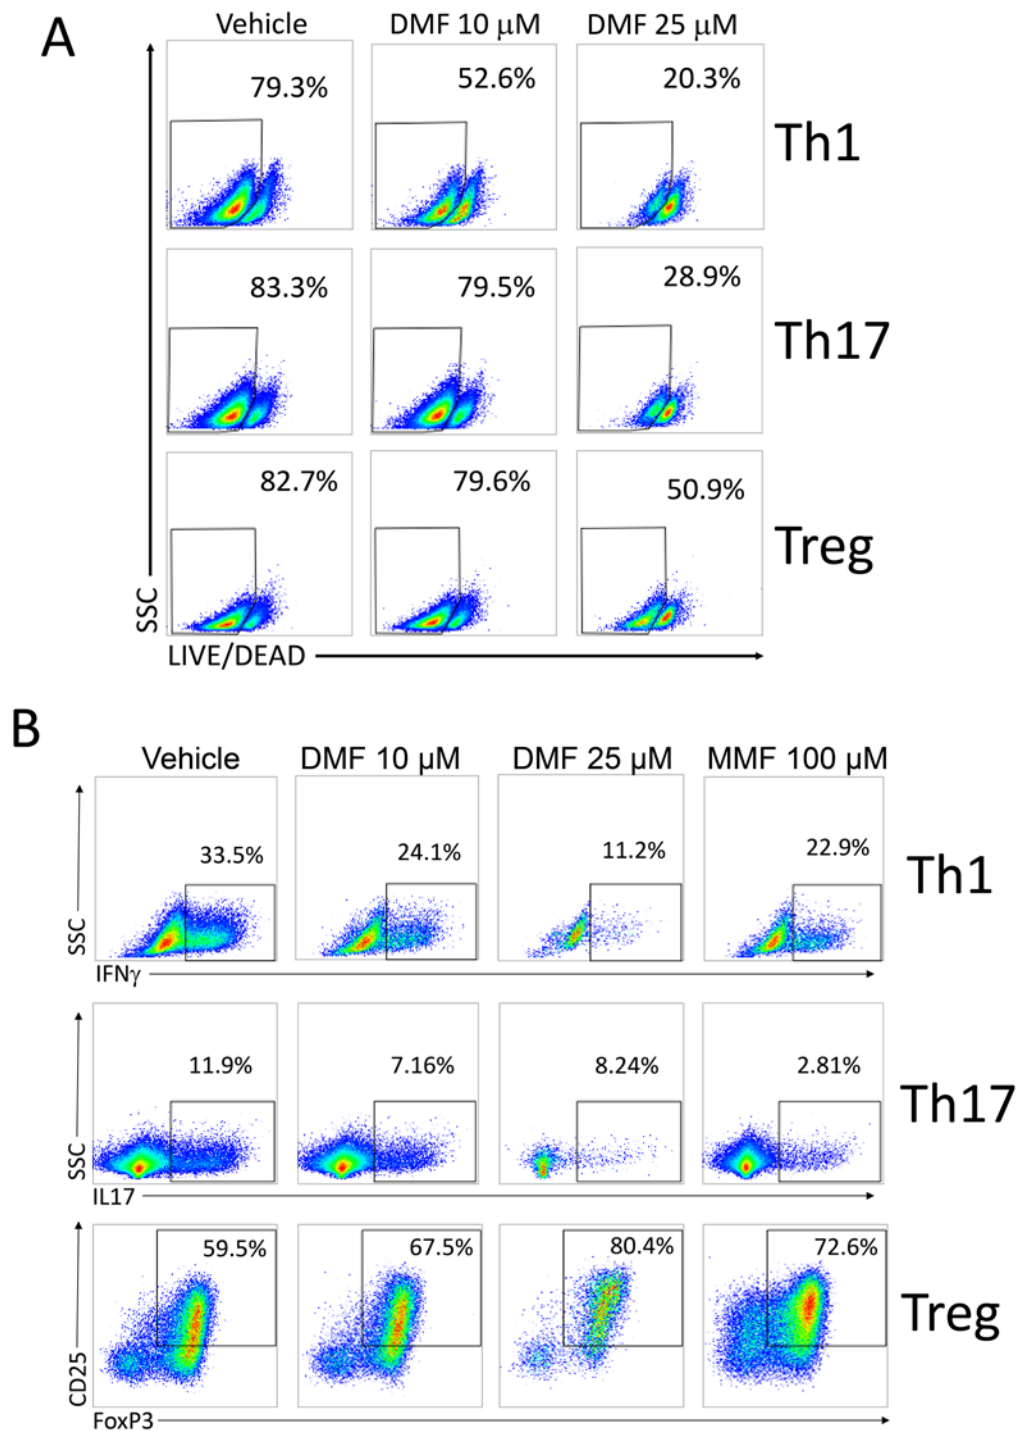 A
Vehicle DMF 10 μM DMF 25 μM
79.3% 52.6% 20.3% Th1
83.3% 79.5% 28.9% Th17
82.7% 79.6% 50.9% Treg
SSC
LIVE/DEAD
B
Vehicle DMF 10 µM DMF 25 µM MMF 100 µM
33.5% 24.1% 11.2% 22.9% Th1
SSC
IFNγ
11.9% 7.16% 8.24% 2.81% Th17
SSC
IL17
59.5% 67.5% 80.4% 72.6% Treg
CD25
FoxP3